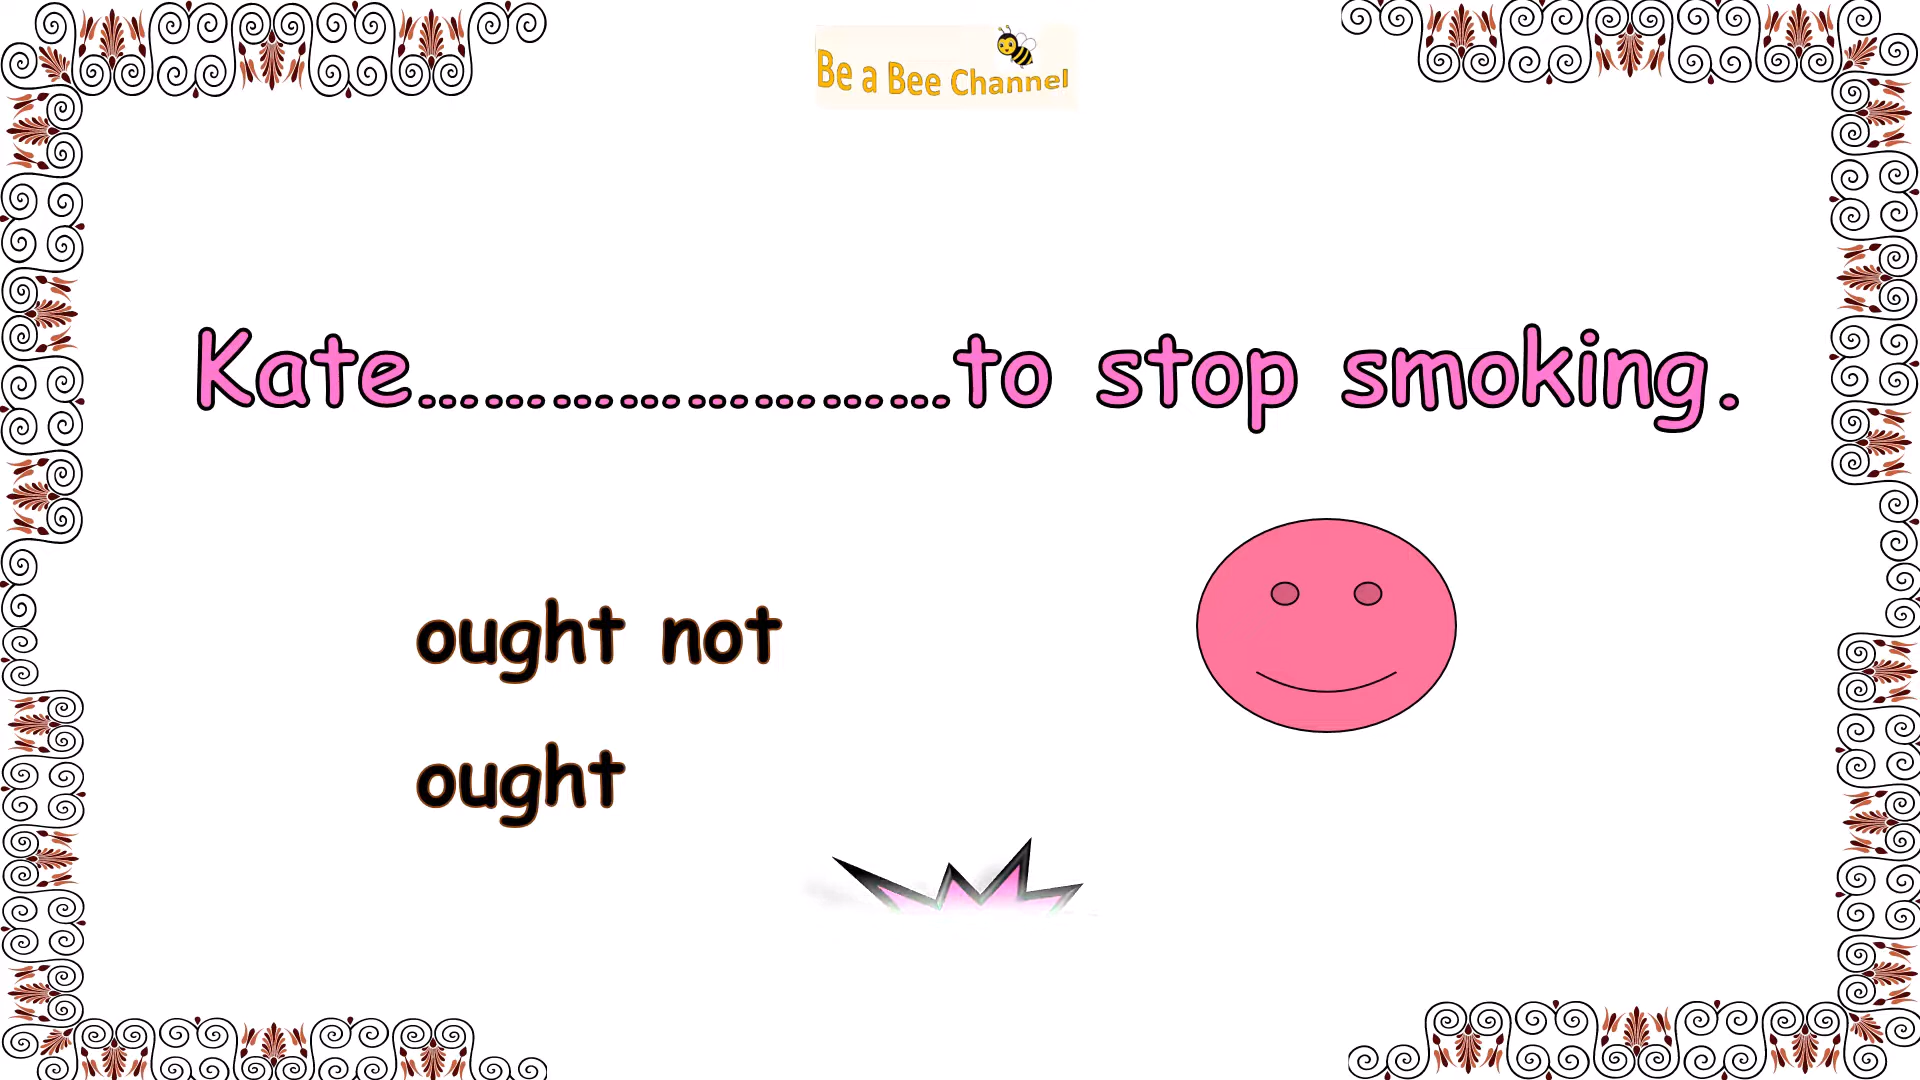 Be a Bee Channel
Kate........................to stop smoking.
ought not
ought